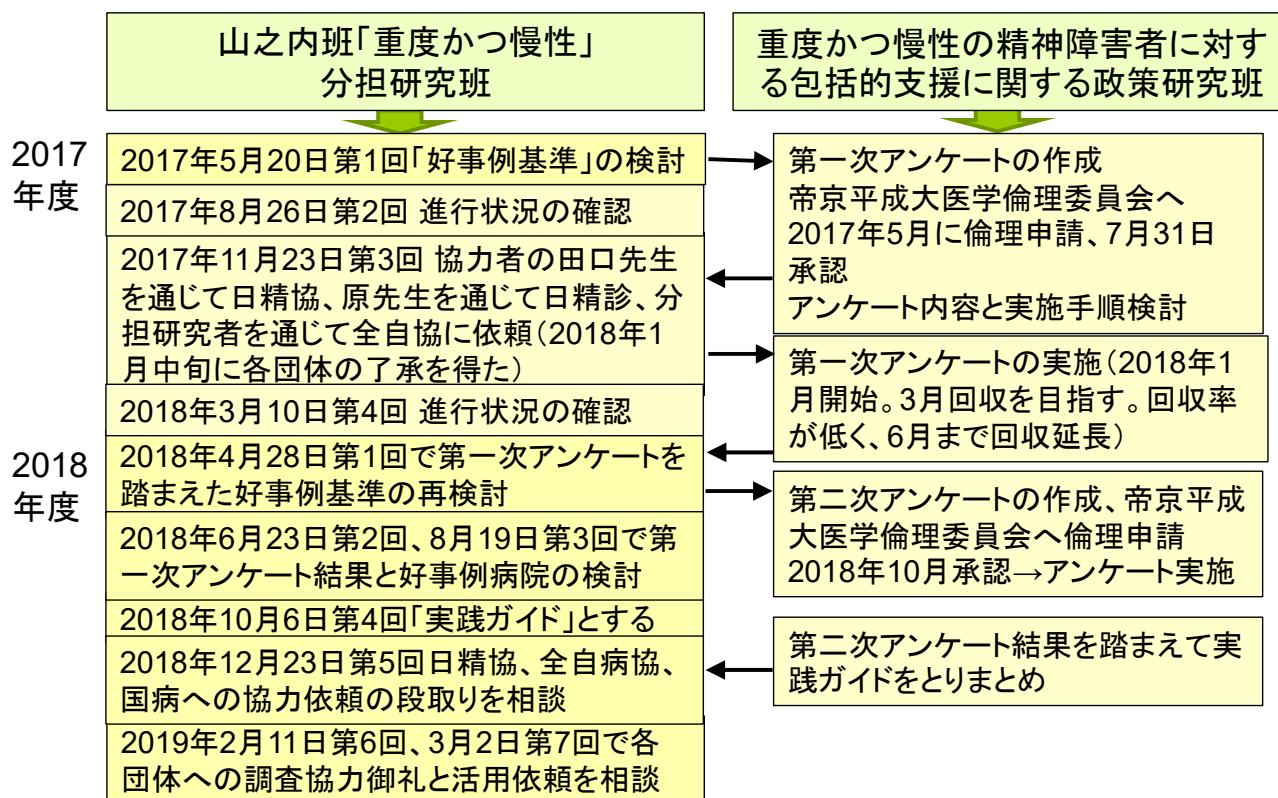 山之内班「重度かつ慢性」
分担研究班
重度かつ慢性の精神障害者に対す
る包括的支援に関する政策研究班
2017
年度
2017年5月20日第1回「好事例基準」の検討
2017年8月26日第2回 進行状況の確認
2017年11月23日第3回 協力者の田口先生
を通じて日精協、原先生を通じて日精診、分
担研究者を通じて全自協に依頼（2018年1
月中旬に各団体の了承を得た）
2018年3月10日第4回 進行状況の確認
2018
年度
2018年4月28日第1回で第一次アンケートを
踏まえた好事例基準の再検討
2018年6月23日第2回、8月19日第3回で第
一次アンケート結果と好事例病院の検討
2018年10月6日第4回「実践ガイド」とする
2018年12月23日第5回日精協、全自病協、
国病への協力依頼の段取りを相談
2019年2月11日第6回、3月2日第7回で各
団体への調査協力御礼と活用依頼を相談
第一次アンケートの作成
帝京平成大医学倫理委員会へ
2017年5月に倫理申請、7月31日
承認
アンケート内容と実施手順検討
第一次アンケートの実施（2018年1
月開始。3月回収を目指す。回収率
が低く、6月まで回収延長）
第二次アンケートの作成、帝京平成
大医学倫理委員会へ倫理申請
2018年10月承認→アンケート実施
第二次アンケート結果を踏まえて実
践ガイドをとりまとめ